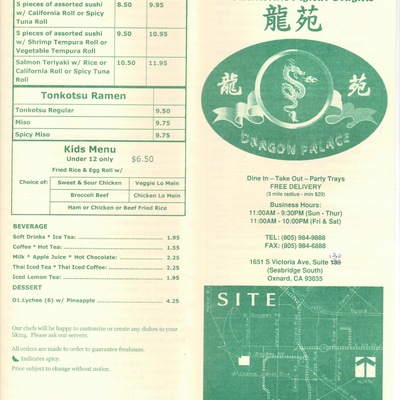 5 pieces of assorted sushi 8.50 9.95
w/ California Roll or Spicy
Tuna Roll
5 pieces of assorted sushi 9.95 10.95
w/ Shrimp Tempura Roll or
Vegetable Tempura Roll
Salmon Teriyaki w/ Rice or 10.50 11.95
California Roll or Spicy Tuna
Roll
Tonkotsu Ramen
Tonkotsu Regular 9.50
Miso 9.75
Spicy Miso 9.75
Kids Menu
Under 12 only $6.50
Fried Rice & Egg Roll w/
Choice of: Sweet & Sour Chicken Veggie Lo Mein
Broccoli Beef Chicken Lo Mein
Ham or Chicken or Beef Fried Rice
BEVERAGE
Soft Drinks * Ice Tea: 1.95
Coffee * Hot Tea: 1.55
Milk * Apple Juice * Hot Chocolate: 2.25
Thai Iced Tea * Thai Iced Coffee: 2.25
Iced Lemon Tea: 1.95
DESSERT
D1.Lychee (6) w/ Pineapple 4.25
Our chefs will be happy to customize or create any dishes to your
liking. Please ask our servers.
All orders are made to order to guarantee freshness.
Indicates spicy.
Price subject to change without notice.
龍苑
龍 苑
DRAGON PALACE
Dine In – Take Out – Party Trays
FREE DELIVERY
(3 mile radius - min $20)
Business Hours:
11:00AM - 9:30PM (Sun - Thur)
11:00AM - 10:00PM (Fri & Sat)
TEL: (805) 984-9888
FAX: (805) 984-6888
1651 S Victoria Ave, Suite 130
(Seabridge South)
Oxnard, CA 93035
SITE
NORTH